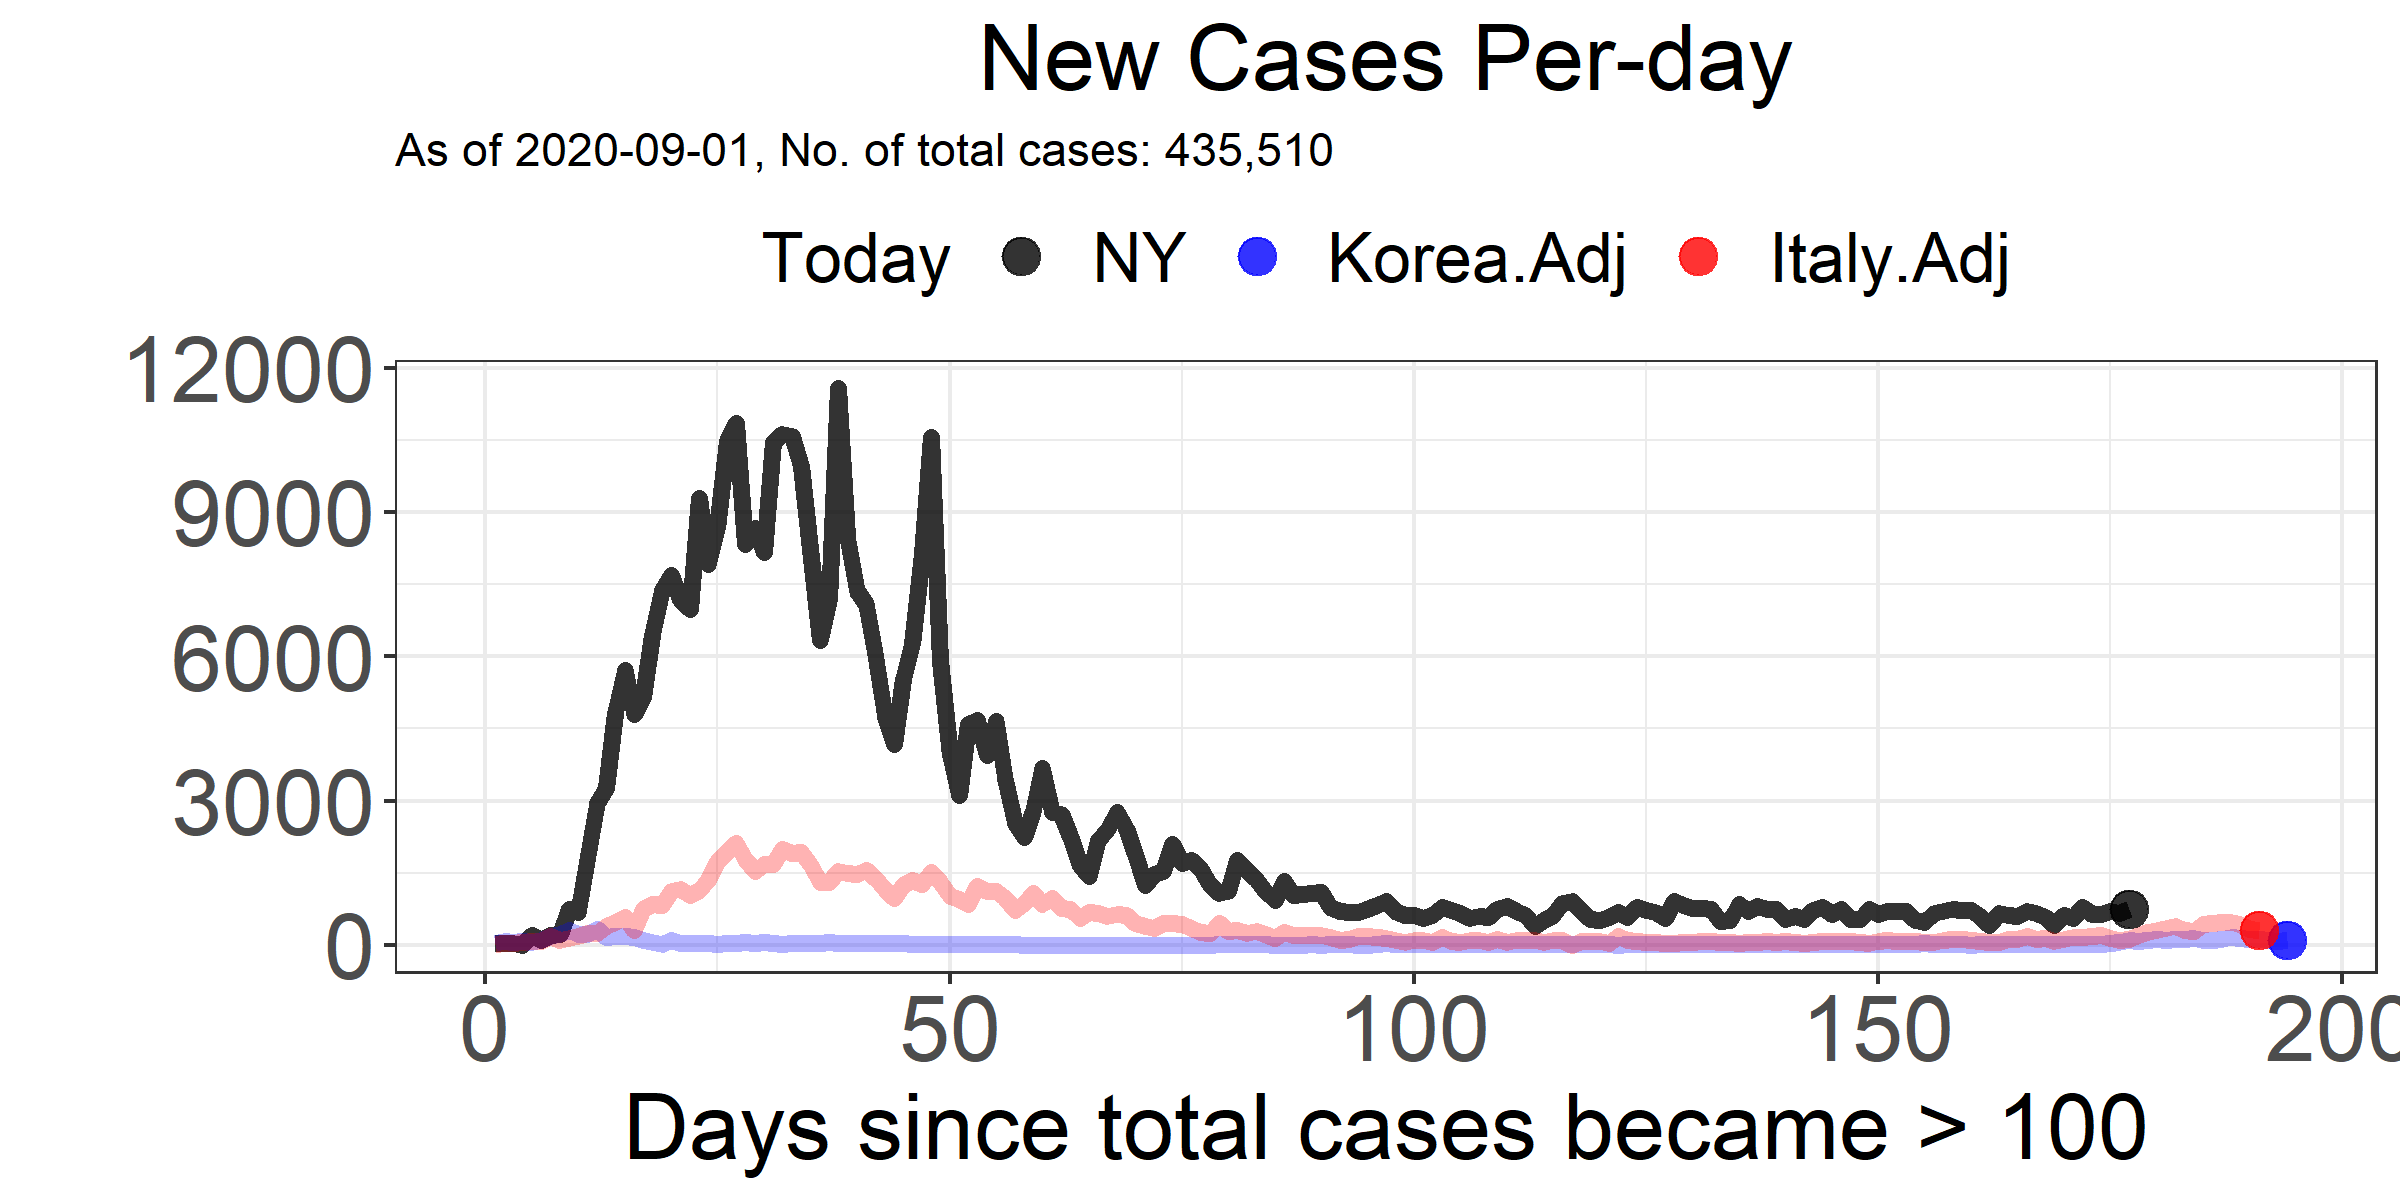 New Cases Per-day
As of 2020-09-01, No. of total cases: 435,510
Today NY Korea.Adj Italy.Adj
12000
9000
6000
3000
0
0 50 100 150 200
Days since total cases became > 100